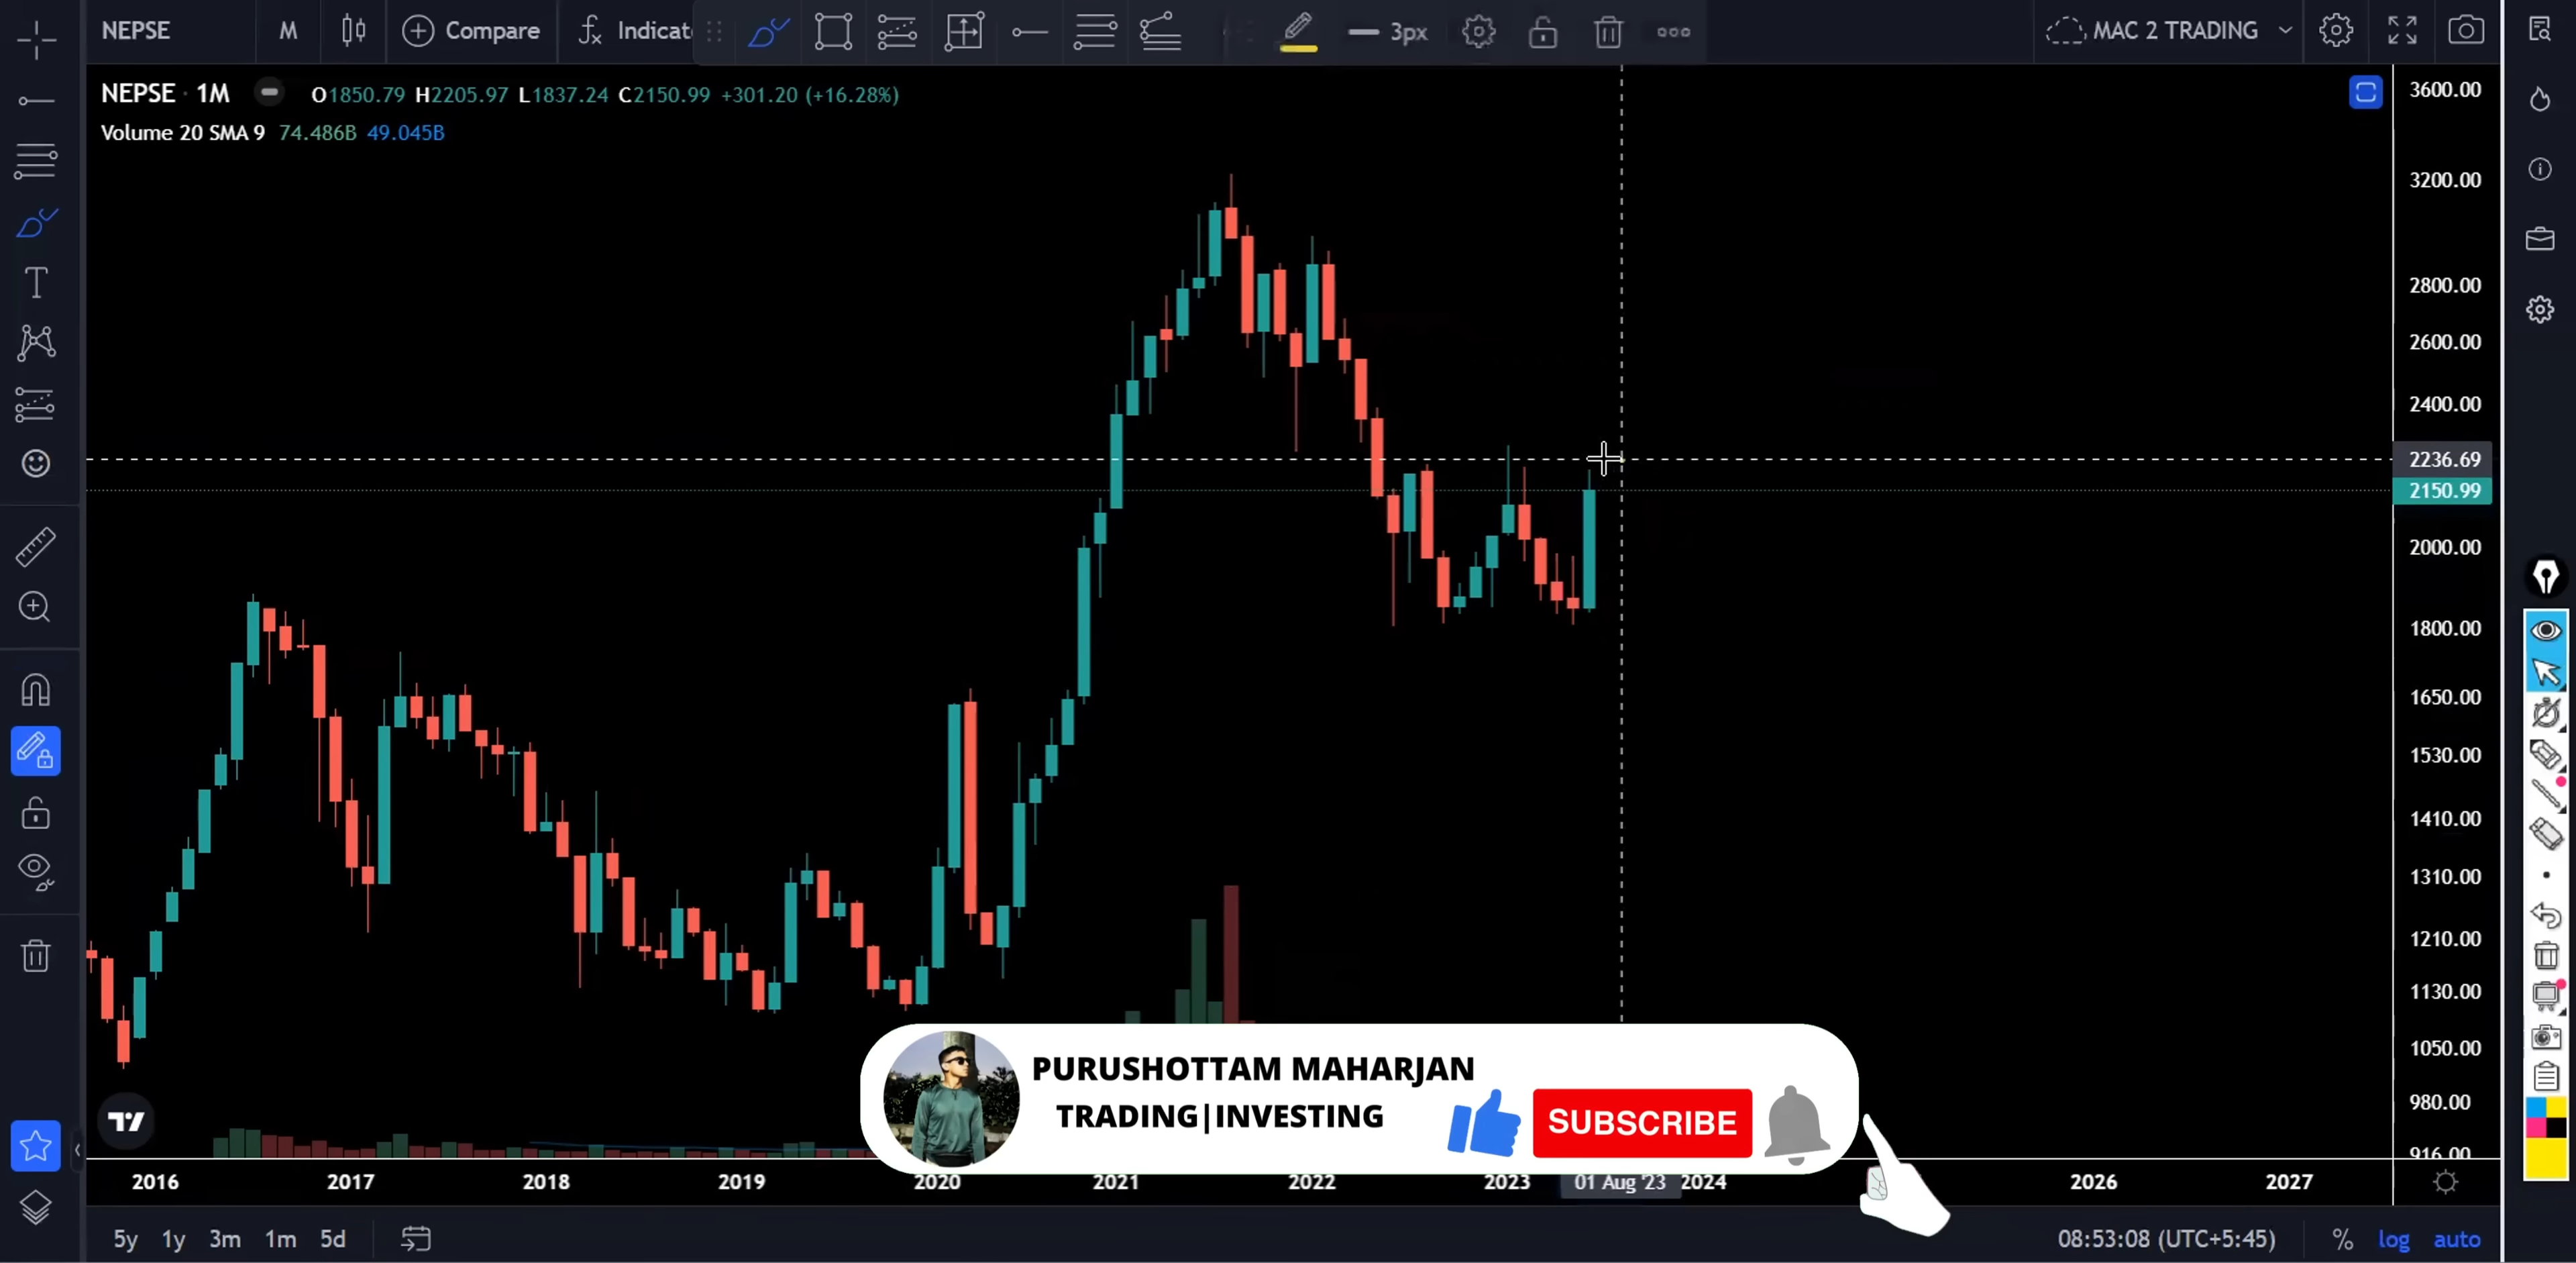 NEPSE M Compare Indicat 3px MAC 2 TRADING
NEPSE · 1M O1850.79 H2205.97 L1837.24 C2150.99 +301.20 (+16.28%)
Volume 20 SMA 9 74.486B 49.045B
3600.00
3200.00
2800.00
2600.00
2400.00
2236.69
2150.99
2000.00
1800.00
1650.00
1530.00
1410.00
1310.00
1210.00
1130.00
1050.00
980.00
916.00
PURUSHOTTAM MAHARJAN
TRADING|INVESTING
SUBSCRIBE
2016 2017 2018 2019 2020 2021 2022 2023 01 Aug '23 2024 2026 2027
5y 1y 3m 1m 5d 08:53:08 (UTC+5:45) % log auto